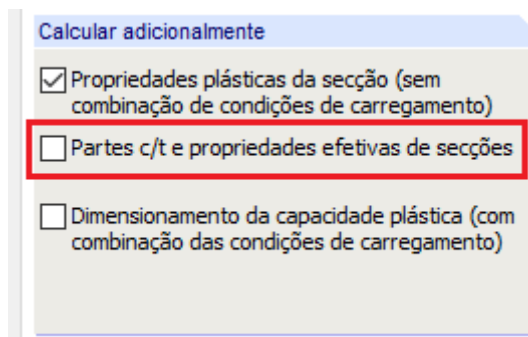 Calcular adicionalmente
Propriedades plásticas da secção (sem
combinação de condições de carregamento)
Partes c/t e propriedades efetivas de secções
Dimensionamento da capacidade plástica (com
combinação das condições de carregamento)